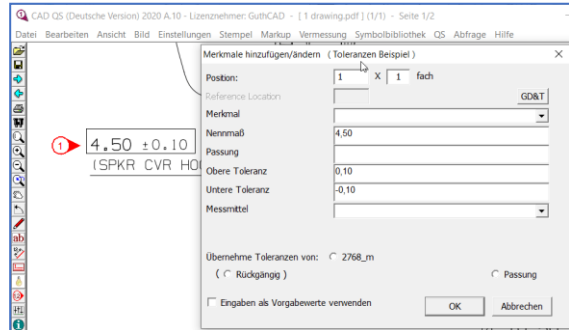 CAD QS (Deutsche Version) 2020 A.10 - Lizenznehmer: GuthCAD - [ 1 drawing.pdf ] (1/1) - Seite 1/2
Datei Bearbeiten Ansicht Bild Einstellungen Stempel Markup Vermessung Symbolbibliothek QS Abfrage Hilfe
Merkmale hinzufügen/ändern ( Toleranzen Beispiel )
Position: 1 X 1 fach
Reference Location GD&T
Merkmal
Nennmaß 4,50
1 4.50 ±0.10
Passung
(SPKR CVR HO
Obere Toleranz 0,10
Untere Toleranz -0,10
Messmittel
ab
Übernehme Toleranzen von: 2768_m
( Rückgängig ) Passung
Eingaben als Vorgabewerte verwenden OK Abbrechen